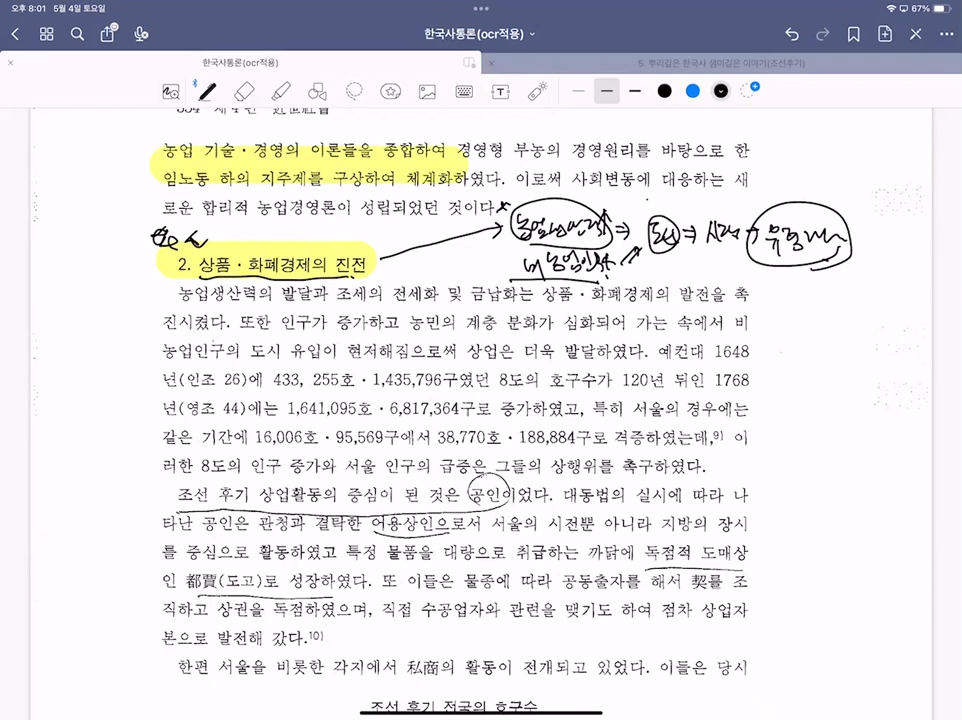 오후 8:01 5월 4일 토요일
67%
한국사통론(ocr적용)
한국사통론(ocr적용)
5. 뿌리깊은 한국사 샘이깊은 이야기(조선후기)
농업 기술·경영의 이론들을 종합하여 경영형 부농의 경영원리를 바탕으로 한
임노동 하의 지주제를 구상하여 체계화하였다. 이로써 사회변동에 대응하는 새
로운 합리적 농업경영론이 성립되었던 것이다
농업생산력
⇒ 도시 ⇒
2. 상품·화폐경제의 진전
비농업인구
농업생산력의 발달과 조세의 전세화 및 금납화는 상품·화폐경제의 발전을 촉
진시켰다. 또한 인구가 증가하고 농민의 계층 분화가 심화되어 가는 속에서 비
농업인구의 도시 유입이 현저해짐으로써 상업은 더욱 발달하였다. 예컨대 1648
년(인조 26)에 433, 255호·1,435,796구였던 8도의 호구수가 120년 뒤인 1768
년(영조 44)에는 1,641,095호·6,817,364구로 증가하였고, 특히 서울의 경우에는
같은 기간에 16,006호·95,569구에서 38,770호·188,884구로 격증하였는데,9) 이
러한 8도의 인구 증가와 서울 인구의 급증은 그들의 상행위를 촉구하였다.
조선 후기 상업활동의 중심이 된 것은 공인이었다. 대동법의 실시에 따라 나
타난 공인은 관청과 결탁한 어용상인으로서 서울의 시전뿐 아니라 지방의 장시
를 중심으로 활동하였고 특정 물품을 대량으로 취급하는 까닭에 독점적 도매상
인 都賈(도고)로 성장하였다. 또 이들은 물종에 따라 공동출자를 해서 契를 조
직하고 상권을 독점하였으며, 직접 수공업자와 관련을 맺기도 하여 점차 상업자
본으로 발전해 갔다.10)
한편 서울을 비롯한 각지에서 私商의 활동이 전개되고 있었다. 이들은 당시
조선 후기 전국의 호구수